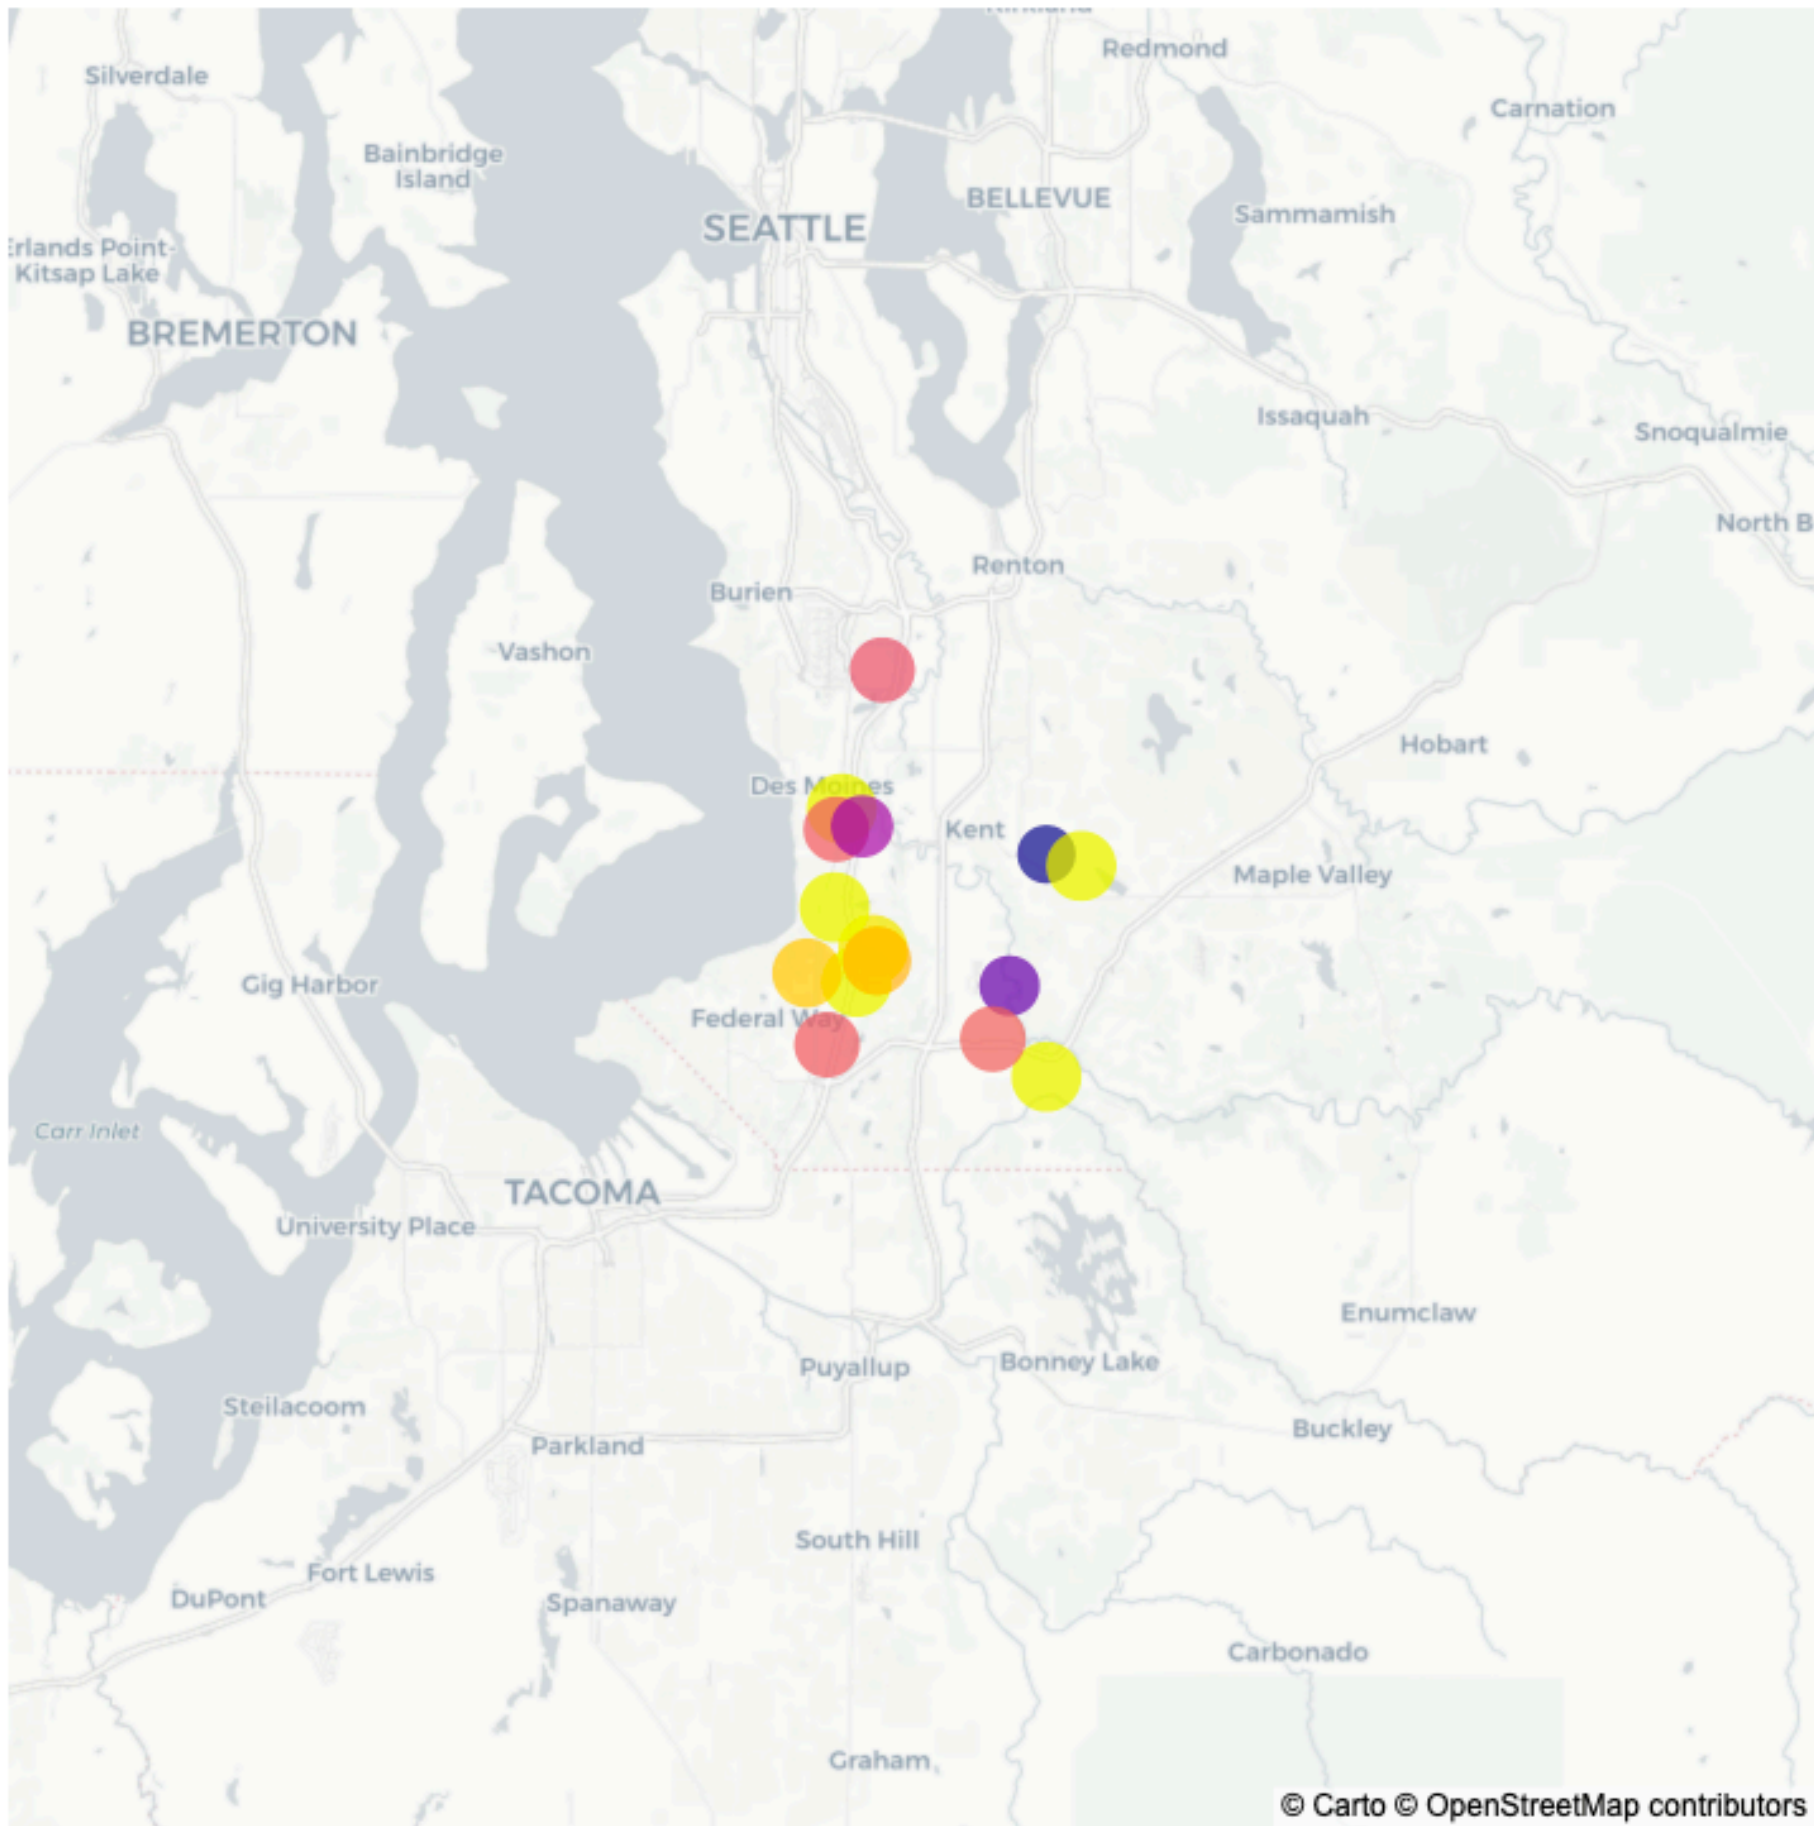 Redmond
Silverdale
Carnation
Bainbridge
Island
BELLEVUE
Sammamish
SEATTLE
Kitsap Lake
BREMERTON
Issaquah
Snoqualmie
North B
Renton
Burien
Vashon
Hobart
Des Moines
Kent
Maple Valley
Gig Harbor
Federal Way
Carr Inlet
TACOMA
University Place
Enumclaw
Puyallup
Bonney Lake
Steilacoom
Buckley
Parkland
South Hill
Fort Lewis
DuPont
Spanaway
Carbonado
Graham
© Carto © OpenStreetMap contributors